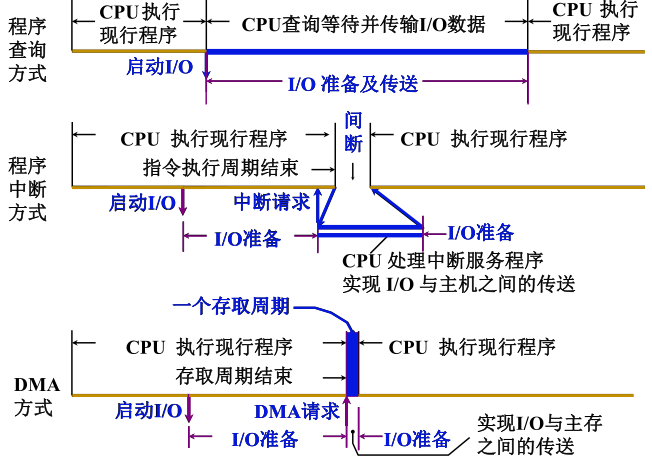 程序
查询
方式
CPU 执行
现行程序
CPU查询等待并传输I/O数据
CPU 执行
现行程序
启动I/O
I/O 准备及传送
程序
中断
方式
CPU 执行现行程序
间
断
CPU 执行现行程序
指令执行周期结束
启动I/O
中断请求
I/O准备
I/O准备
CPU 处理中断服务程序
实现 I/O 与主机之间的传送
一个存取周期
DMA
方式
CPU 执行现行程序
CPU 执行现行程序
存取周期结束
启动I/O
DMA请求
I/O准备
I/O准备
实现I/O与主存
之间的传送